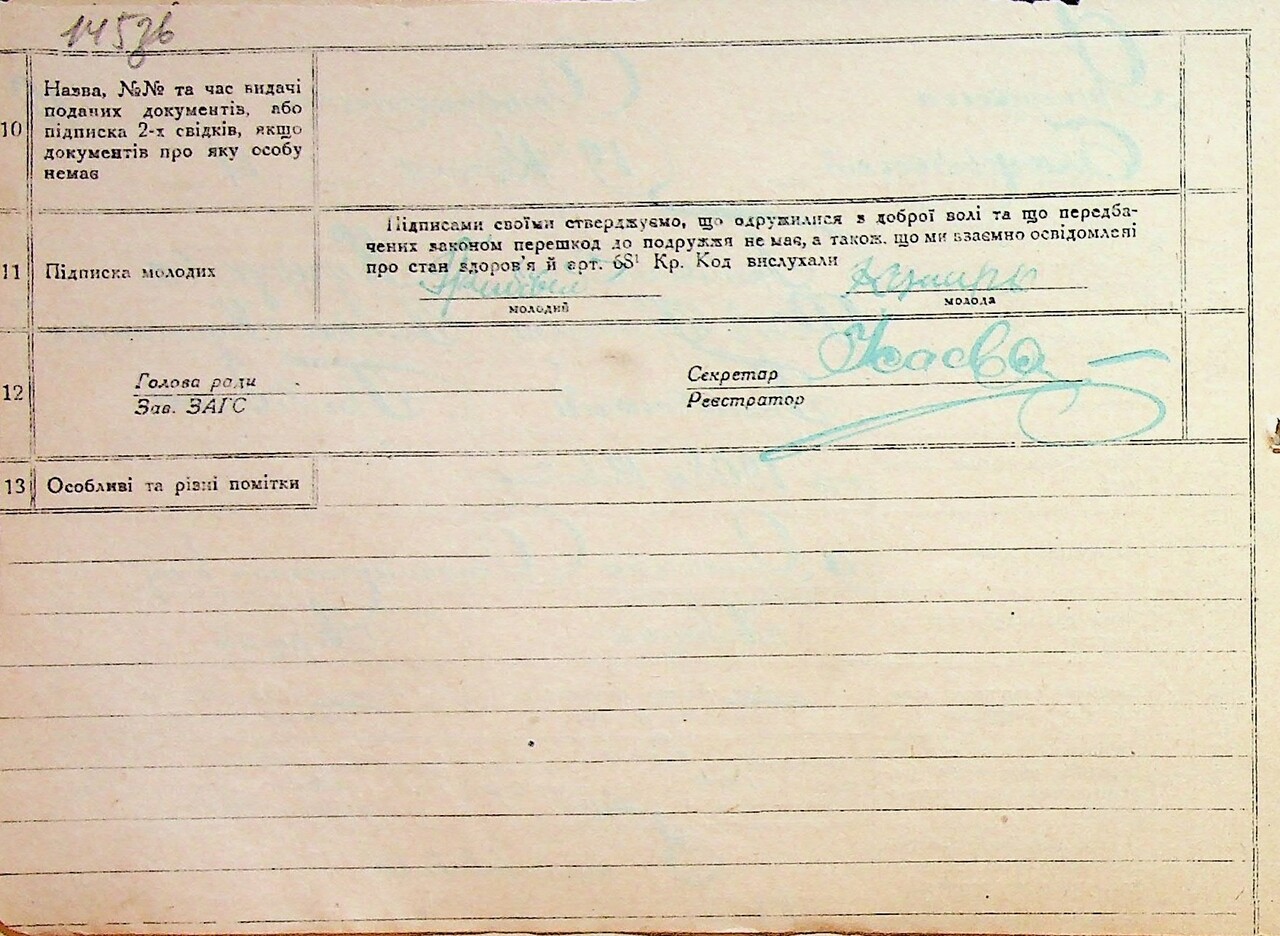 10
Назва, №№ та час видачі
поданих документів, або
підписка 2-х свідків, якщо
документів про яку особу
немає
11
Підписка молодих
Підписами своїми стверджуємо, що одружилися з доброї волі та що передба-
чених законом перешкод до подружжя не має, а також, що ми взаємно освідомлені
про стан здоров'я й арт. 68¹ Кр. Код вислухали
молодий
молода
12
Голова ради
Зав. ЗАГС
Секретар
Реєстратор
13
Особливі та різні помітки